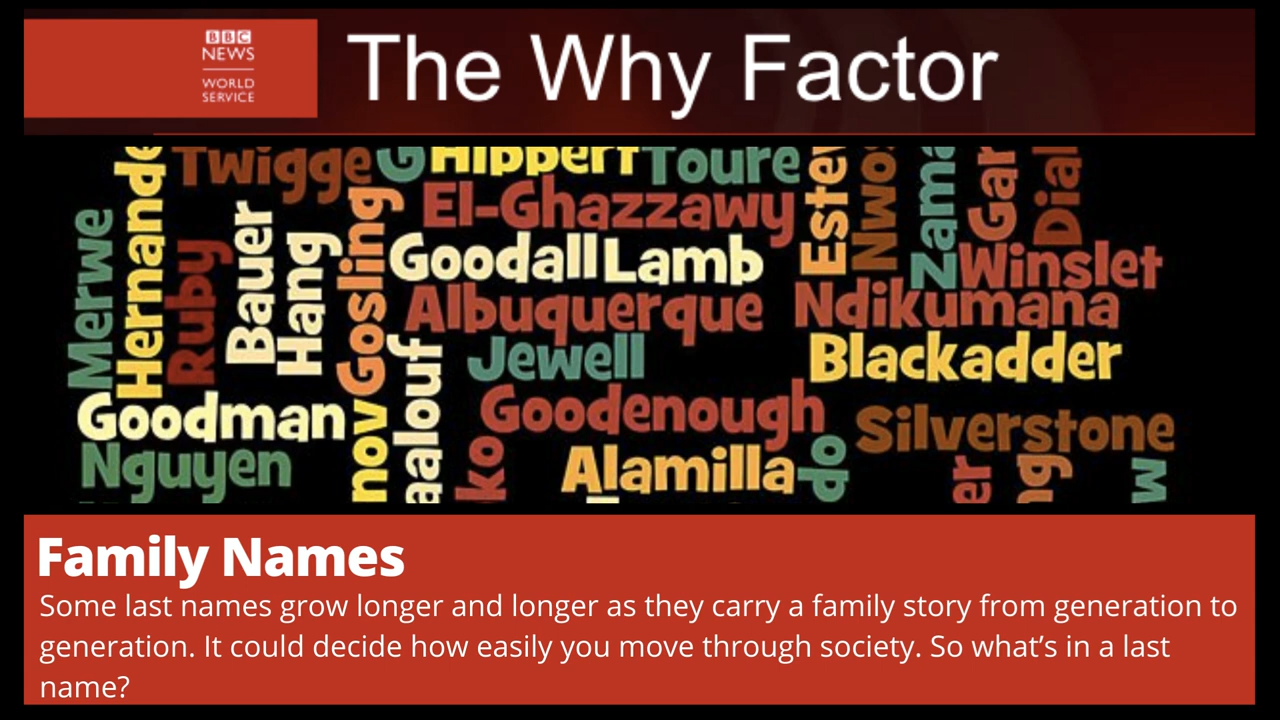 BBC
NEWS
WORLD
SERVICE
The Why Factor
Twigge
Hibbert
Toure
El-Ghazzawy
Merwe
Ruby
Bauer
Hang
Gosling
Goodall
Lamb
Winslet
Albuquerque
Ndikumana
Jewell
Blackadder
Goodman
Goodenough
Silverstone
Nguyen
Alamilla
Family Names
Some last names grow longer and longer as they carry a family story from generation to
generation. It could decide how easily you move through society. So what’s in a last
name?